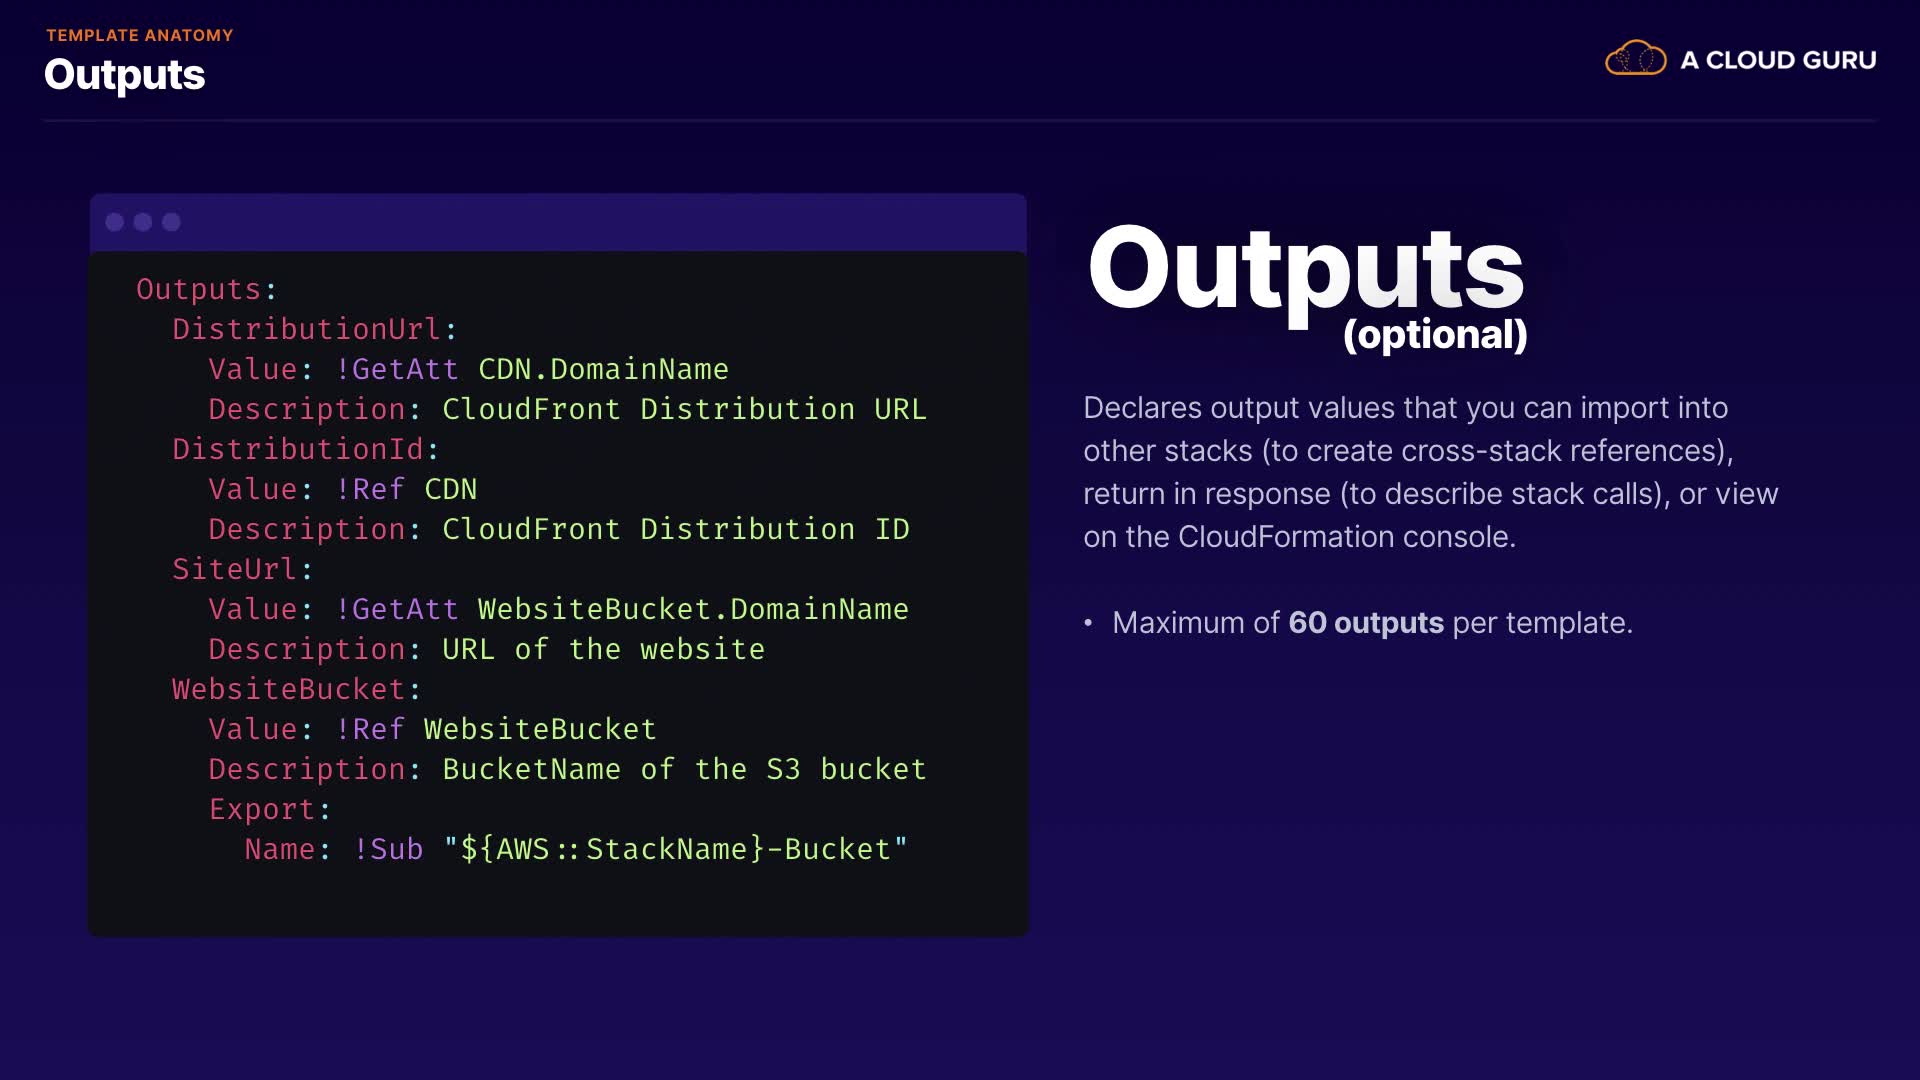 TEMPLATE ANATOMY
Outputs
A CLOUD GURU
Outputs:
  DistributionUrl:
    Value: !GetAtt CDN.DomainName
    Description: CloudFront Distribution URL
  DistributionId:
    Value: !Ref CDN
    Description: CloudFront Distribution ID
  SiteUrl:
    Value: !GetAtt WebsiteBucket.DomainName
    Description: URL of the website
  WebsiteBucket:
    Value: !Ref WebsiteBucket
    Description: BucketName of the S3 bucket
    Export:
      Name: !Sub "${AWS::StackName}-Bucket"
Outputs
(optional)
Declares output values that you can import into
other stacks (to create cross-stack references),
return in response (to describe stack calls), or view
on the CloudFormation console.
• Maximum of 60 outputs per template.